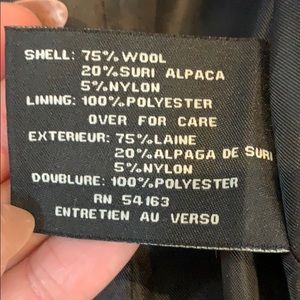 SHELL: 75% WOOL
20% SURI ALPACA
5% NYLON
LINING: 100% POLYESTER
OVER FOR CARE
EXTERIEUR: 75% LAINE
20% ALPAGA DE SURI
5% NYLON
DOUBLURE: 100% POLYESTER
RN 54163
ENTRETIEN AU VERSO